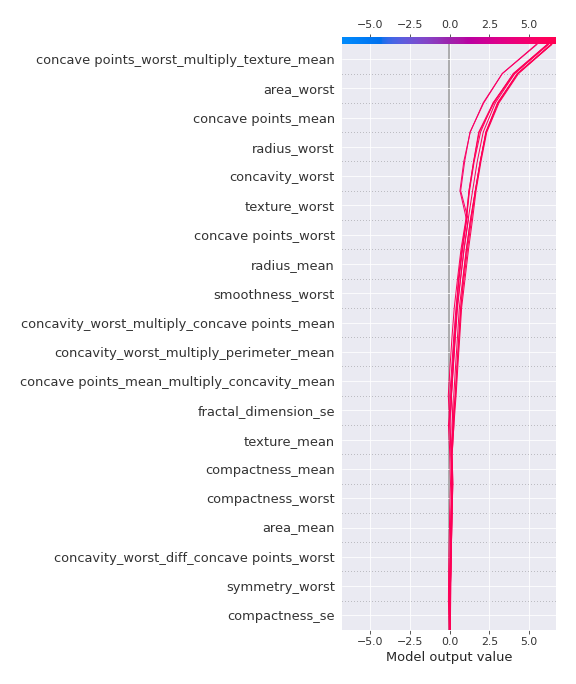 −5.0 −2.5 0.0 2.5 5.0
concave points_worst_multiply_texture_mean
area_worst
concave points_mean
radius_worst
concavity_worst
texture_worst
concave points_worst
radius_mean
smoothness_worst
concavity_worst_multiply_concave points_mean
concavity_worst_multiply_perimeter_mean
concave points_mean_multiply_concavity_mean
fractal_dimension_se
texture_mean
compactness_mean
compactness_worst
area_mean
concavity_worst_diff_concave points_worst
symmetry_worst
compactness_se
−5.0 −2.5 0.0 2.5 5.0
Model output value